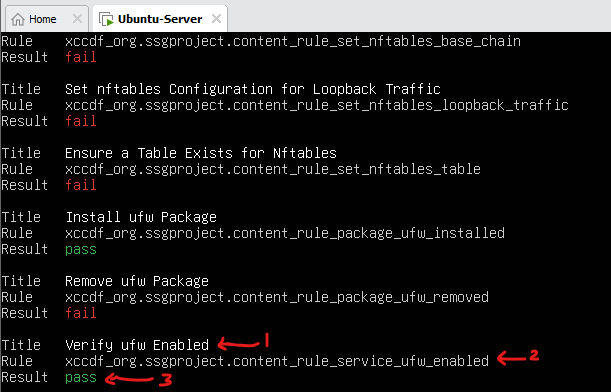 Home
Ubuntu-Server
Rule xccdf_org.ssgproject.content_rule_set_nftables_base_chain
Result fail
Title Set nftables Configuration for Loopback Traffic
Rule xccdf_org.ssgproject.content_rule_set_nftables_loopback_traffic
Result fail
Title Ensure a Table Exists for Nftables
Rule xccdf_org.ssgproject.content_rule_set_nftables_table
Result fail
Title Install ufw Package
Rule xccdf_org.ssgproject.content_rule_package_ufw_installed
Result pass
Title Remove ufw Package
Rule xccdf_org.ssgproject.content_rule_package_ufw_removed
Result fail
Title Verify ufw Enabled 1
Rule xccdf_org.ssgproject.content_rule_service_ufw_enabled 2
Result pass 3